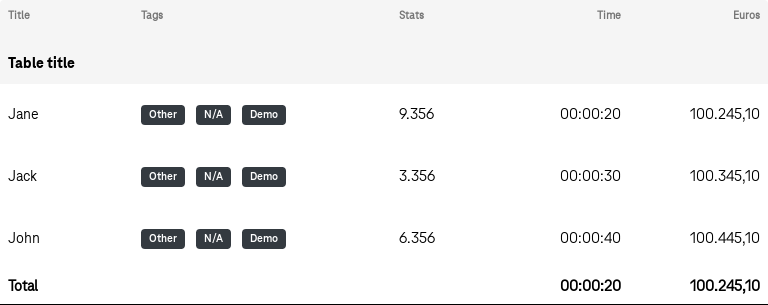 Title Tags Stats Time Euros
Table title
Jane Other N/A Demo 9.356 00:00:20 100.245,10
Jack Other N/A Demo 3.356 00:00:30 100.345,10
John Other N/A Demo 6.356 00:00:40 100.445,10
Total 00:00:20 100.245,10